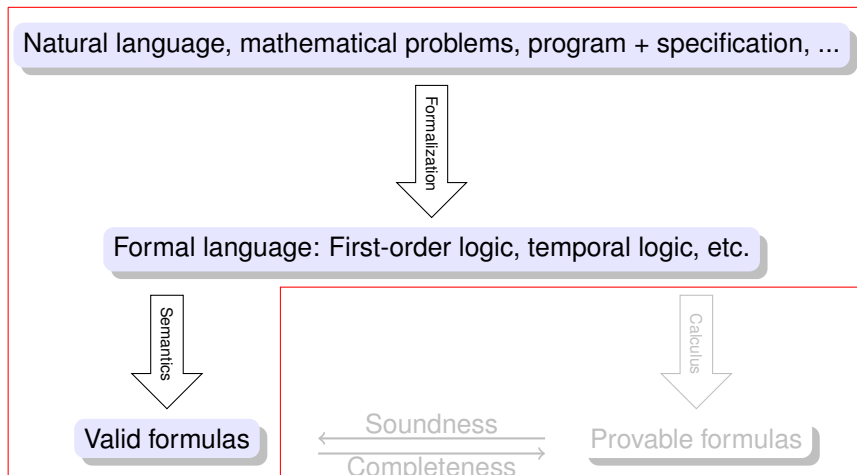 Natural language, mathematical problems, program + specification, ...
Formalization
Formal language: First-order logic, temporal logic, etc.
Semantics
Calculus
Soundness
Valid formulas
Provable formulas
Completeness